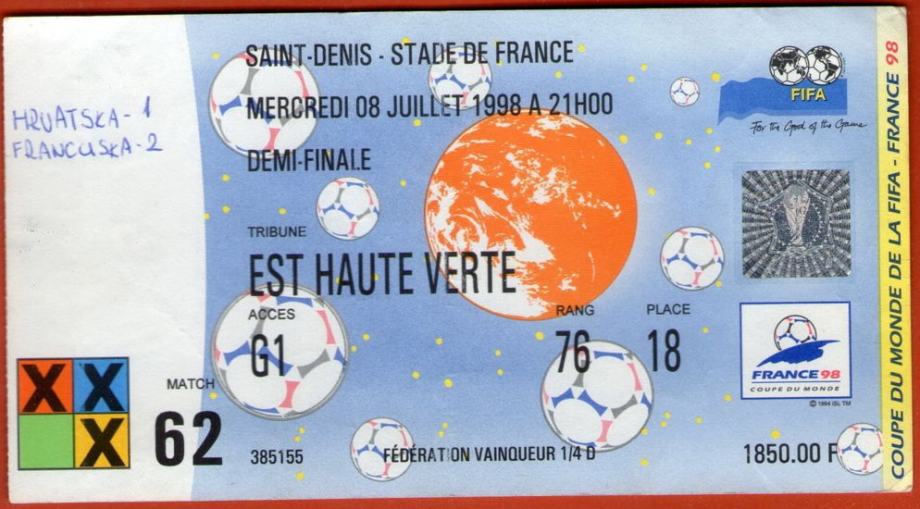 HRVATSKA-1
FRANCUSKA-2
SAINT-DENIS - STADE DE FRANCE
MERCREDI 08 JUILLET 1998 A 21H00
DEMI-FINALE
TRIBUNE
EST HAUTE VERTE
ACCES
RANG
PLACE
G1
76
18
XX
X
MATCH
62
385155
FÉDÉRATION VAINQUEUR 1/4 D
1850.00 F
FIFA
For the Good of the Game
FRANCE 98
COUPE DU MONDE
© 1994 ISL TM
COUPE DU MONDE DE LA FIFA - FRANCE 98